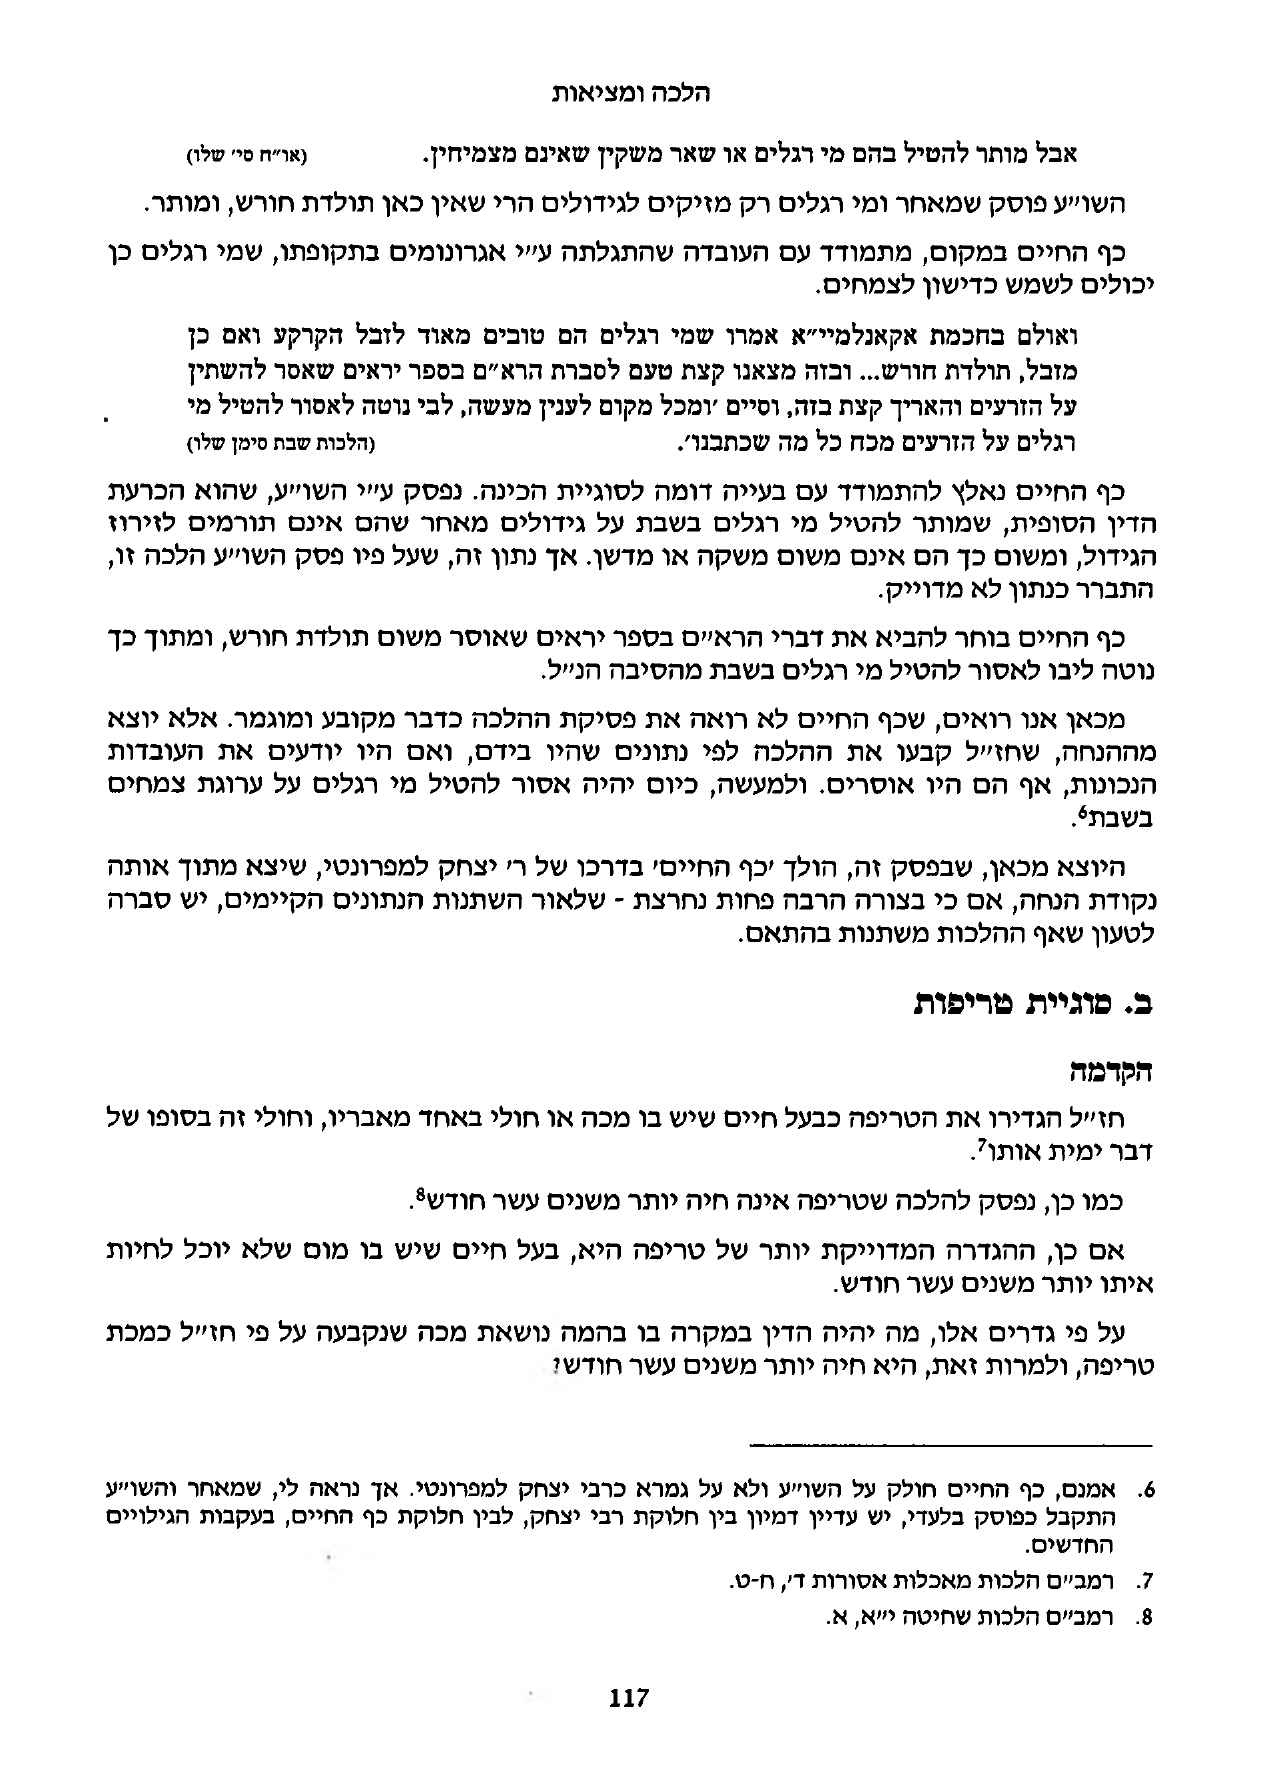 הלכה ומציאות
אבל מותר להטיל בהם מי רגלים או שאר משקין שאינם מצמיחין. (או״ח סי׳ שלו)
השו״ע פוסק שמאחר ומי רגלים רק מזיקים לגידולים הרי שאין כאן תולדת חורש, ומותר.
כף החיים במקום, מתמודד עם העובדה שהתגלתה ע״י אגרונומים בתקופתו, שמי רגלים כן
יכולים לשמש כדישון לצמחים.
ואולם בחכמת אקאנלמיי״א אמרו שמי רגלים הם טובים מאוד לזבל הקרקע ואם כן
מזבל, תולדת חורש... ובזה מצאנו קצת טעם לסברת הרא״ם בספר יראים שאסר להשתין
על הזרעים והאריך קצת בזה, וסיים ׳ומכל מקום לענין מעשה, לבי נוטה לאסור להטיל מי
רגלים על הזרעים מכח כל מה שכתבנו׳. (הלכות שבת סימן שלו)
כף החיים נאלץ להתמודד עם בעייה דומה לסוגיית הכינה. נפסק ע״י השו״ע, שהוא הכרעת
הדין הסופית, שמותר להטיל מי רגלים בשבת על גידולים מאחר שהם אינם תורמים לזירוז
הגידול, ומשום כך הם אינם משום משקה או מדשן. אך נתון זה, שעל פיו פסק השו״ע הלכה זו,
התברר כנתון לא מדוייק.
כף החיים בוחר להביא את דברי הרא״ם בספר יראים שאוסר משום תולדת חורש, ומתוך כך
נוטה ליבו לאסור להטיל מי רגלים בשבת מהסיבה הנ״ל.
מכאן אנו רואים, שכף החיים לא רואה את פסיקת ההלכה כדבר מקובע ומוגמר. אלא יוצא
מההנחה, שחז״ל קבעו את ההלכה לפי נתונים שהיו בידם, ואם היו יודעים את העובדות
הנכונות, אף הם היו אוסרים. ולמעשה, כיום יהיה אסור להטיל מי רגלים על ערוגת צמחים
בשבת⁶.
היוצא מכאן, שבפסק זה, הולך ׳כף החיים׳ בדרכו של ר׳ יצחק למפרונטי, שיצא מתוך אותה
נקודת הנחה, אם כי בצורה הרבה פחות נחרצת - שלאור השתנות הנתונים הקיימים, יש סברה
לטעון שאף ההלכות משתנות בהתאם.
ב. סוגיית טריפות
הקדמה
חז״ל הגדירו את הטריפה כבעל חיים שיש בו מכה או חולי באחד מאבריו, וחולי זה בסופו של
דבר ימית אותו⁷.
כמו כן, נפסק להלכה שטריפה אינה חיה יותר משנים עשר חודש⁸.
אם כן, ההגדרה המדוייקת יותר של טריפה היא, בעל חיים שיש בו מום שלא יוכל לחיות
איתו יותר משנים עשר חודש.
על פי גדרים אלו, מה יהיה הדין במקרה בו בהמה נושאת מכה שנקבעה על פי חז״ל כמכת
טריפה, ולמרות זאת, היא חיה יותר משנים עשר חודש?
6. אמנם, כף החיים חולק על השו״ע ולא על גמרא כרבי יצחק למפרונטי. אך נראה לי, שמאחר והשו״ע
התקבל כפוסק בלעדי, יש עדיין דמיון בין חלוקת רבי יצחק, לבין חלוקת כף החיים, בעקבות הגילויים
החדשים.
7. רמב״ם הלכות מאכלות אסורות ד׳, ח-ט.
8. רמב״ם הלכות שחיטה י״א, א.
117